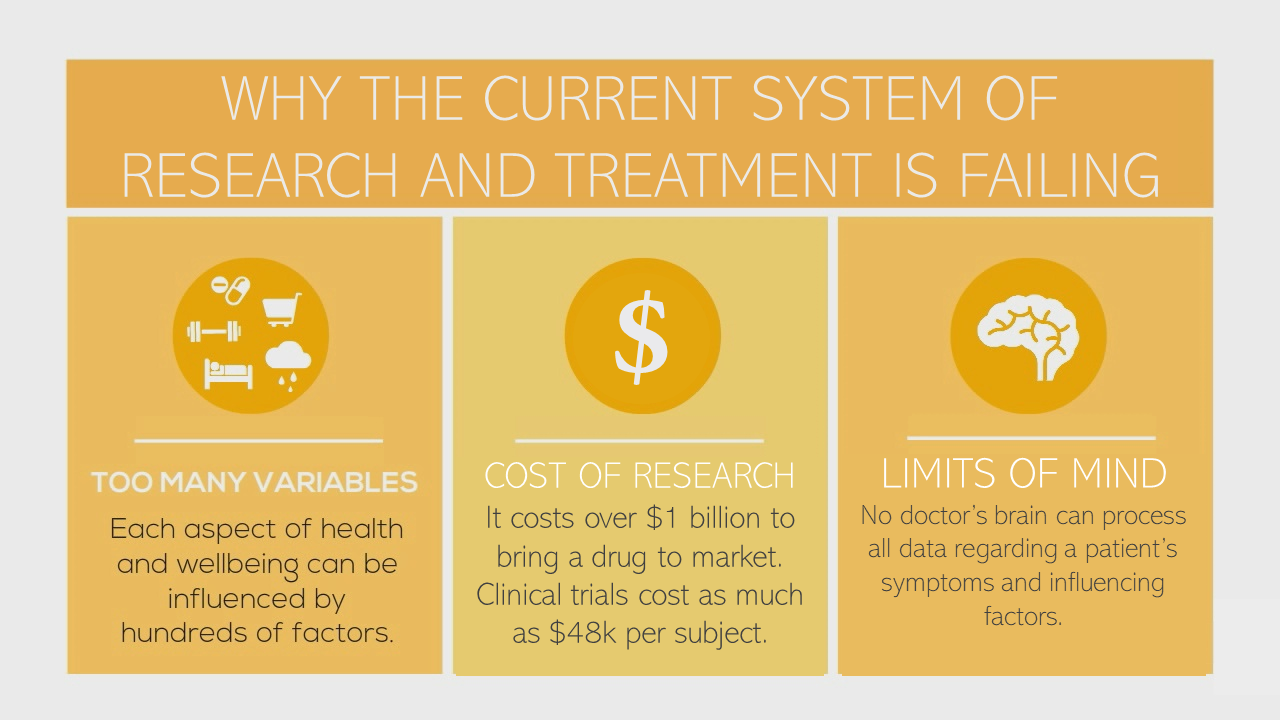 WHY THE CURRENT SYSTEM OF
RESEARCH AND TREATMENT IS FAILING
TOO MANY VARIABLES
Each aspect of health
and wellbeing can be
influenced by
hundreds of factors.
$
COST OF RESEARCH
It costs over $1 billion to
bring a drug to market.
Clinical trials cost as much
as $48k per subject.
LIMITS OF MIND
No doctor's brain can process
all data regarding a patient's
symptoms and influencing
factors.